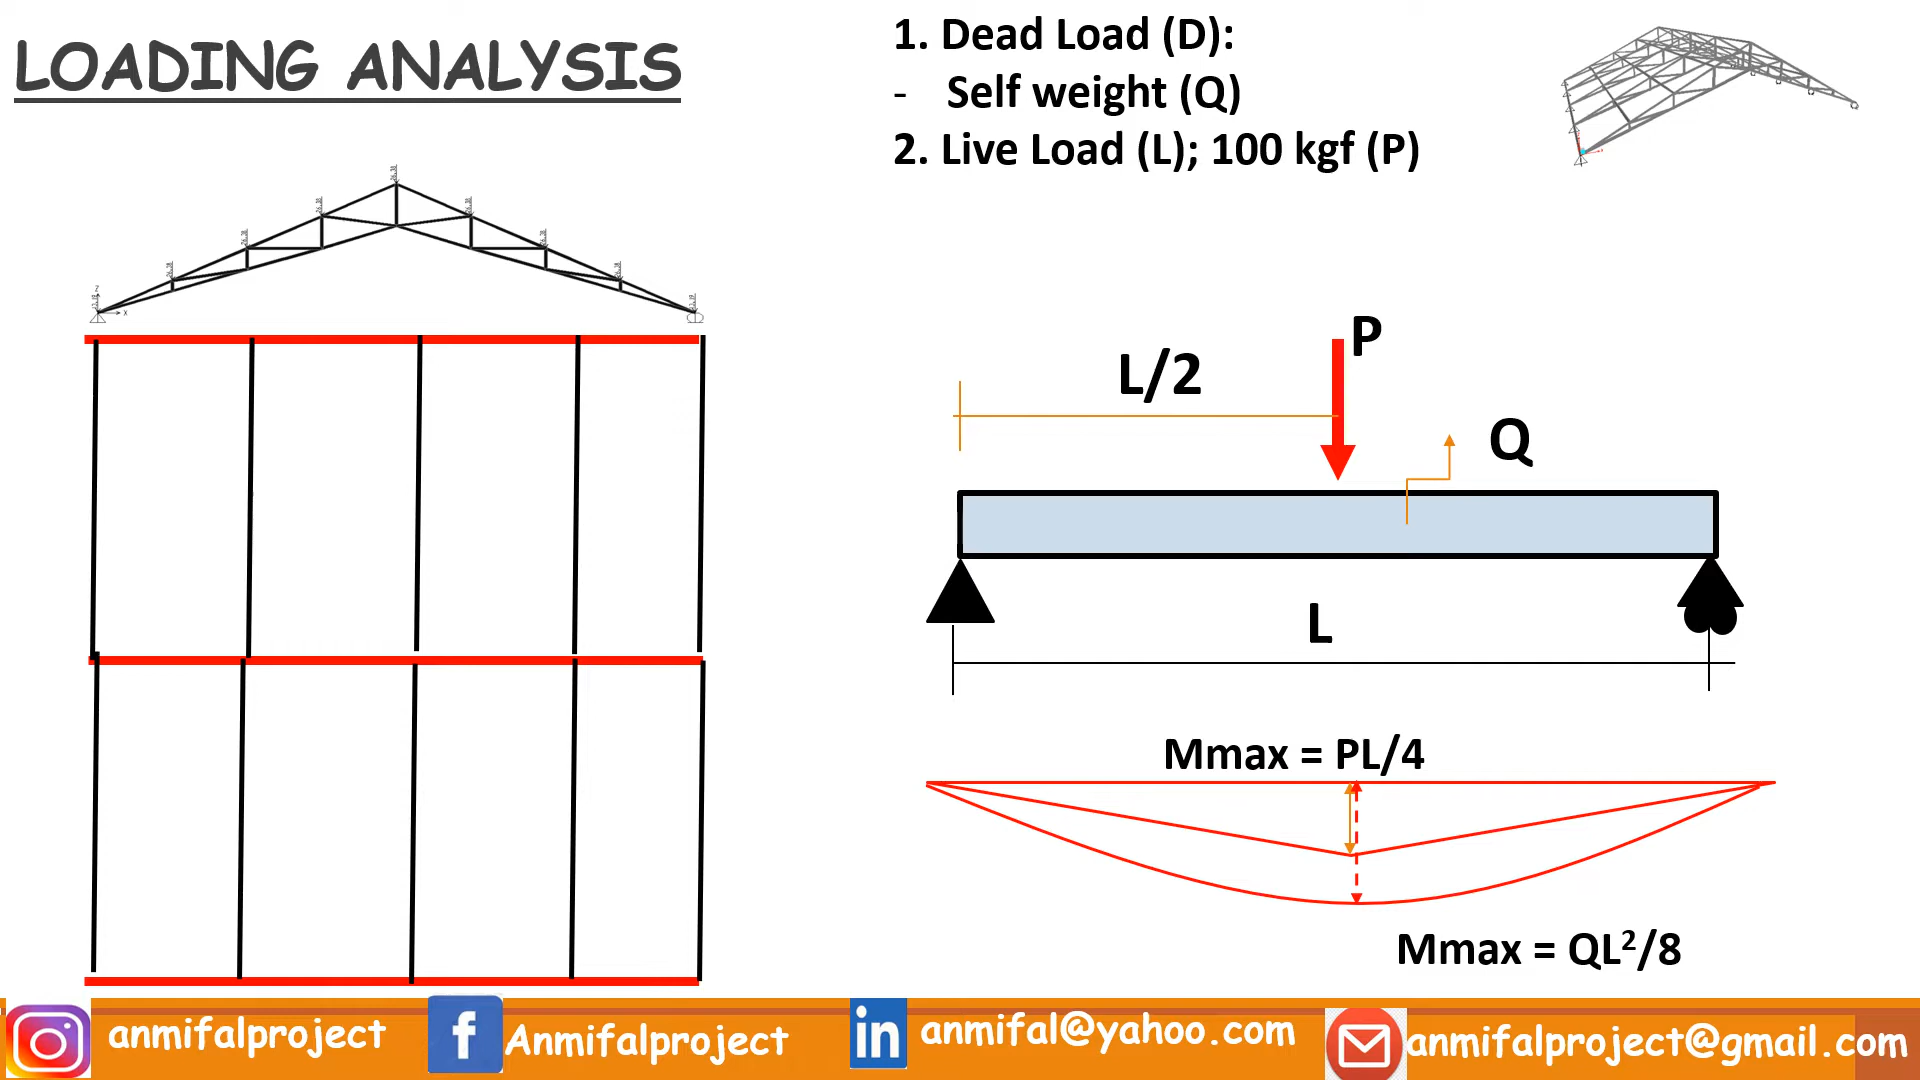 LOADING ANALYSIS
1. Dead Load (D):
- Self weight (Q)
2. Live Load (L); 100 kgf (P)
Z
X
P
L/2
Q
L
Mmax = PL/4
Mmax = QL²/8
anmifalproject
f
Anmifalproject
in
anmifal@yahoo.com
anmifalproject@gmail.com